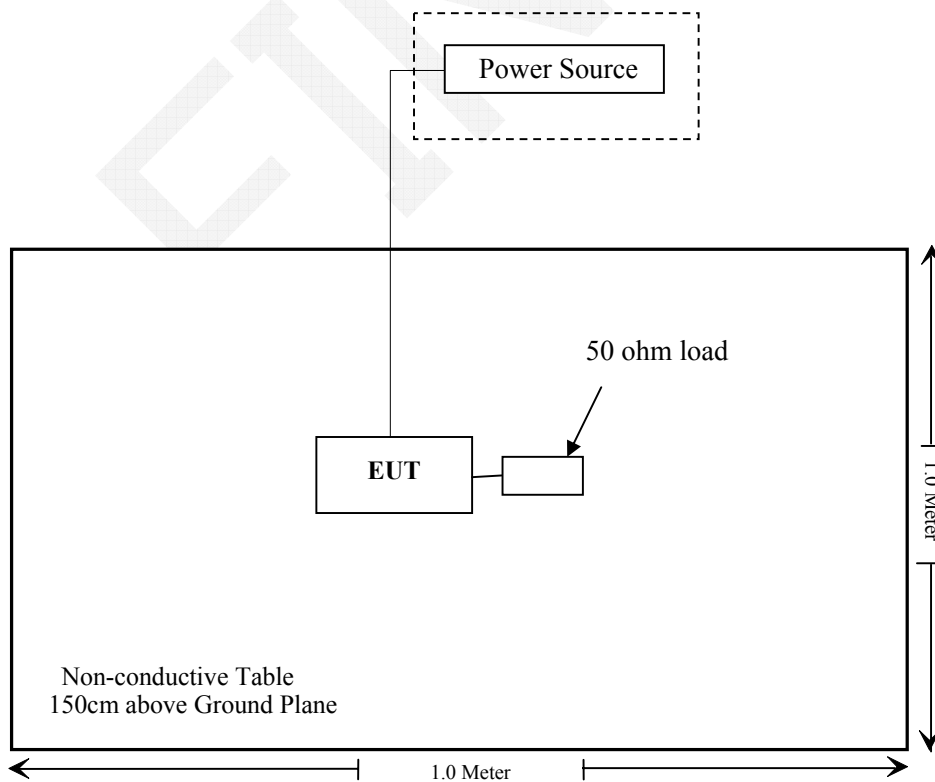 Power Source
50 ohm load
EUT
1.0 Meter
Non-conductive Table
150cm above Ground Plane
1.0 Meter